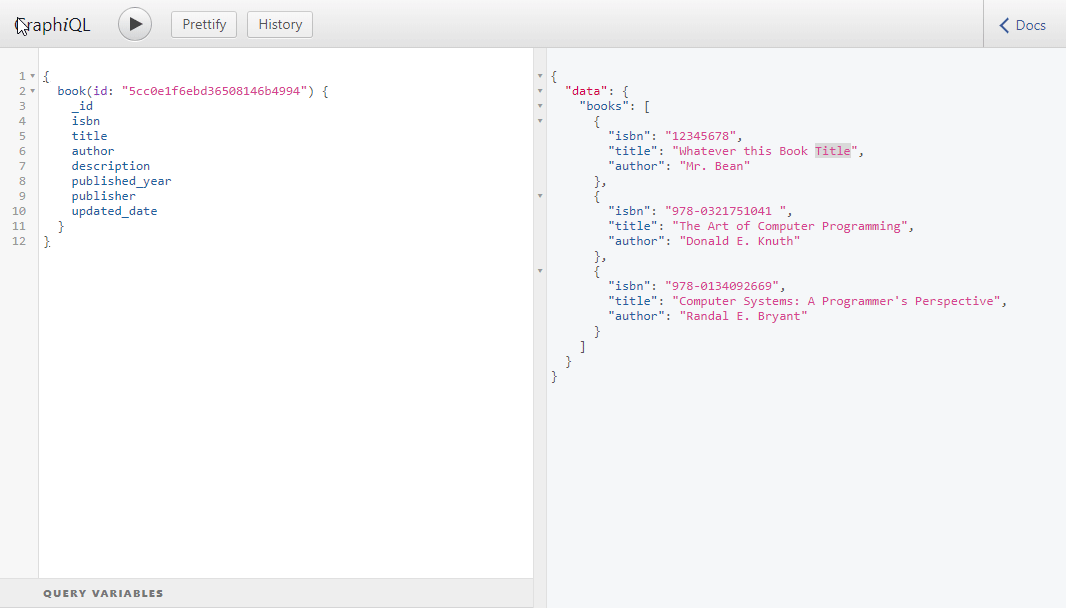 GraphiQL
Prettify
History
Docs
1 {
2 book(id: "5cc0e1f6ebd36508146b4994") {
3 _id
4 isbn
5 title
6 author
7 description
8 published_year
9 publisher
10 updated_date
11 }
12 }
QUERY VARIABLES
{
"data": {
"books": [
{
"isbn": "12345678",
"title": "Whatever this Book Title",
"author": "Mr. Bean"
},
{
"isbn": "978-0321751041 ",
"title": "The Art of Computer Programming",
"author": "Donald E. Knuth"
},
{
"isbn": "978-0134092669",
"title": "Computer Systems: A Programmer's Perspective",
"author": "Randal E. Bryant"
}
]
}
}